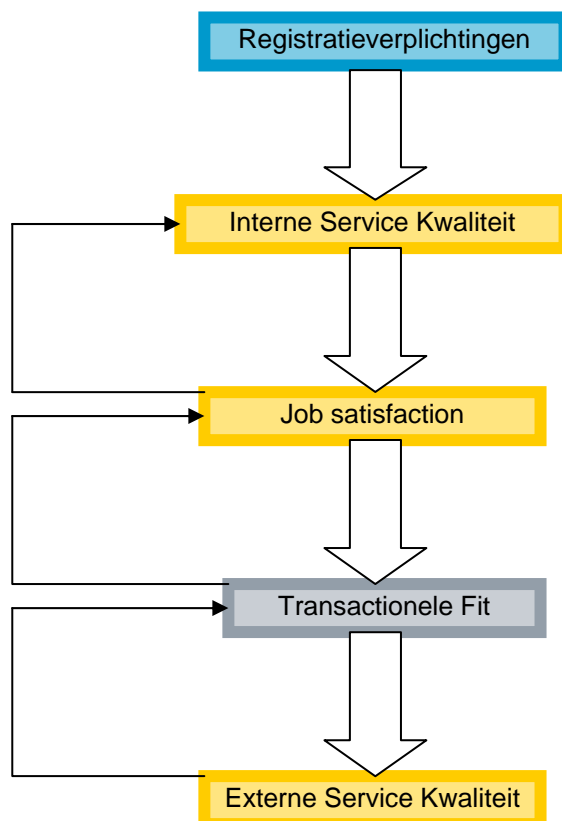 Registratieverplichtingen
Interne Service Kwaliteit
Job satisfaction
Transactionele Fit
Externe Service Kwaliteit